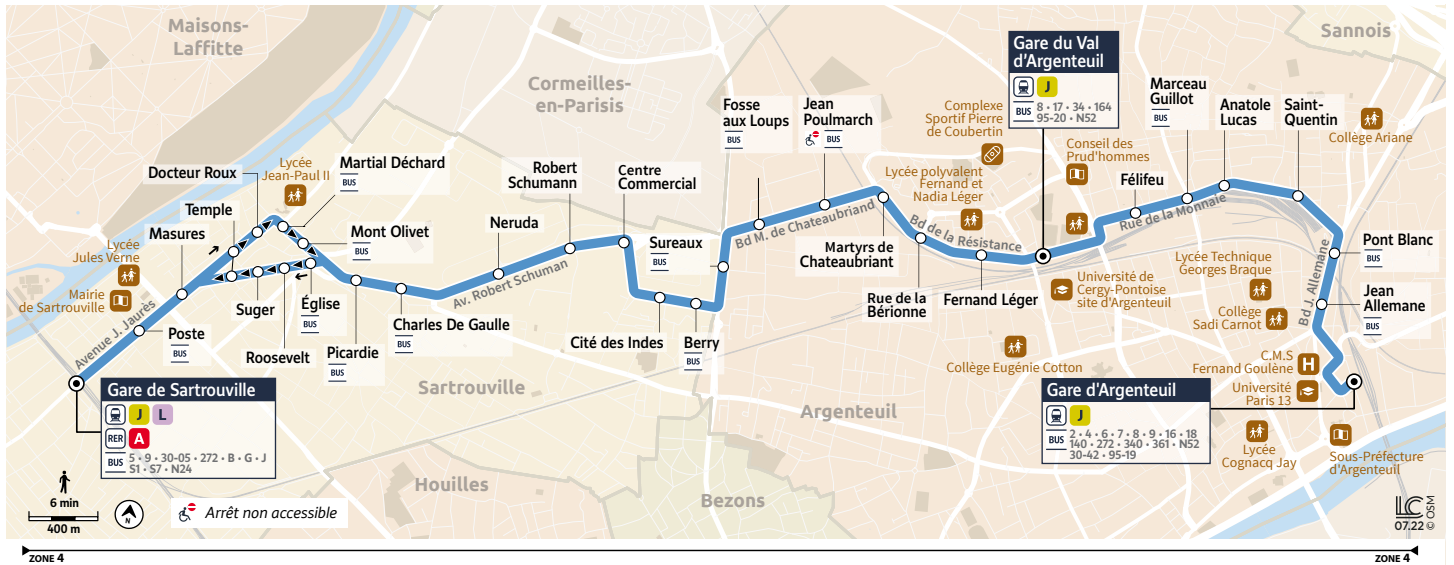 Maisons-
Laffitte
Cormeilles-
en-Parisis
Sannois
Sartrouville
Houilles
Bezons
Argenteuil
Gare de Sartrouville
J L
RER A
BUS 5 • 9 • 30-05 • 272 • B • G • J
S1 • S7 • N24
Avenue J. Jaurès
Mairie
de Sartrouville
Lycée
Jules Verne
Poste
BUS
Masures
Temple
Docteur Roux
Lycée
Jean-Paul II
Martial Déchard
BUS
Mont Olivet
BUS
Suger
Roosevelt
Église
BUS
Picardie
BUS
Charles De Gaulle
BUS
Av. Robert Schuman
Neruda
Robert
Schumann
Centre
Commercial
Cité des Indes
Berry
BUS
Sureaux
BUS
Fosse
aux Loups
BUS
Bd M. de Chateaubriand
Jean
Poulmarch
BUS
Martyrs de
Chateaubriant
Rue de la
Bérionne
Bd de la Résistance
Fernand Léger
Complexe
Sportif Pierre
de Coubertin
Lycée polyvalent
Fernand et
Nadia Léger
Gare du Val
d'Argenteuil
J
BUS 8 • 17 • 34 • 164
95-20 • N52
Conseil des
Prud'hommes
Université de
Cergy-Pontoise
site d'Argenteuil
Collège Eugénie Cotton
Félifeu
Rue de la Monnaie
Marceau
Guillot
BUS
Anatole
Lucas
Saint-
Quentin
Collège Ariane
Pont Blanc
BUS
Bd J. Allemane
Jean
Allemane
BUS
Lycée Technique
Georges Braque
Collège
Sadi Carnot
C.M.S
Fernand Goulène
H
Université
Paris 13
Gare d'Argenteuil
J
BUS 2 • 4 • 6 • 7 • 8 • 9 • 16 • 18
140 • 272 • 340 • 361 • N52
30-42 • 95-19
Lycée
Cognacq Jay
Sous-Préfecture
d'Argenteuil
6 min
400 m
N
Arrêt non accessible
LC
07.22 © OSM
ZONE 4
ZONE 4